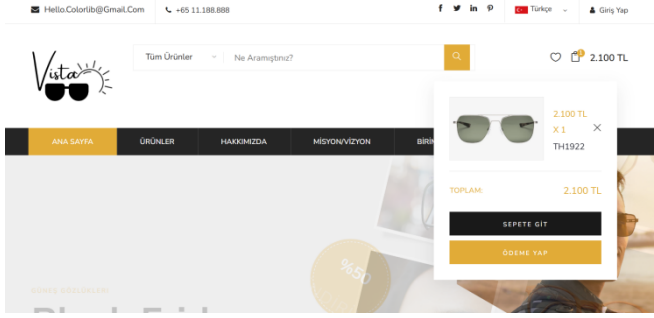 Hello.Colorlib@Gmail.Com
+65 11.188.888
Türkçe
Giriş Yap
Vista
Tüm Ürünler
Ne Aramıştınız?
1
2.100 TL
2.100 TL
X 1
TH1922
ANA SAYFA
ÜRÜNLER
HAKKIMIZDA
MİSYON/VİZYON
TOPLAM:
2.100 TL
SEPETE GİT
ÖDEME YAP
%50